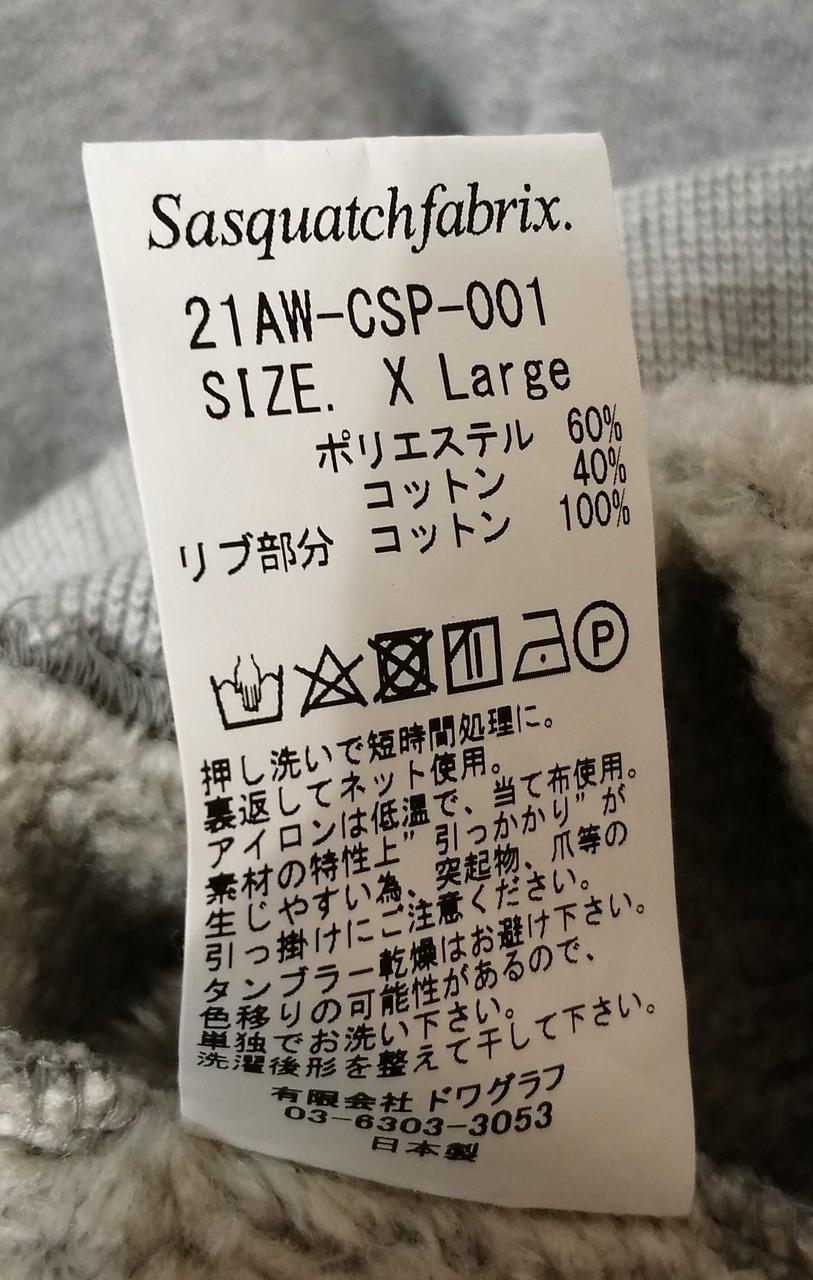 Sasquatchfabrix.
21AW-CSP-001
SIZE. X Large
ポリエステル 60%
コットン 40%
リブ部分 コットン 100%
P
押し洗いで短時間処理に。
裏返してネット使用。
アイロンは低温で、当て布使用。
素材の特性上”引っかかり”が
生じやすい為、突起物、爪等の
引っ掛けにご注意ください。
タンブラー乾燥はお避け下さい。
色移りの可能性があるので、
単独でお洗い下さい。
洗濯後形を整えて干して下さい。
有限会社 ドワグラフ
03-6303-3053
日本製